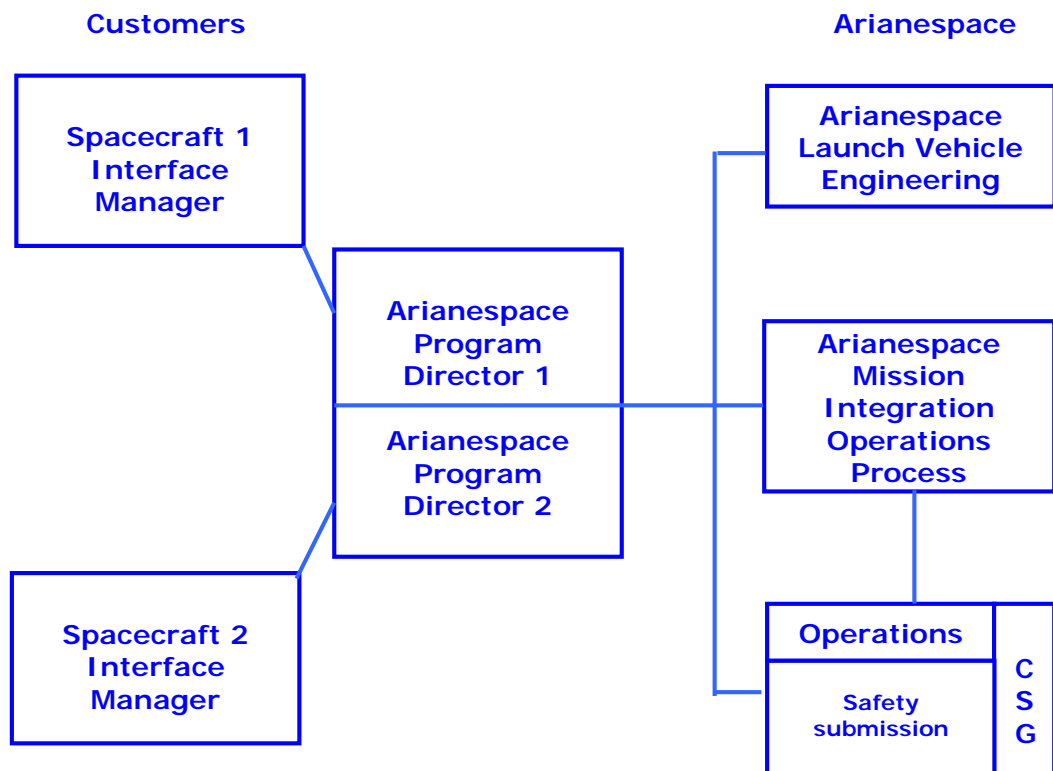 Customers
Arianespace
Spacecraft 1
Interface
Manager
Arianespace
Launch Vehicle
Engineering
Arianespace
Program
Director 1
Arianespace
Program
Director 2
Arianespace
Mission
Integration
Operations
Process
Spacecraft 2
Interface
Manager
Operations
Safety
submission
C
S
G